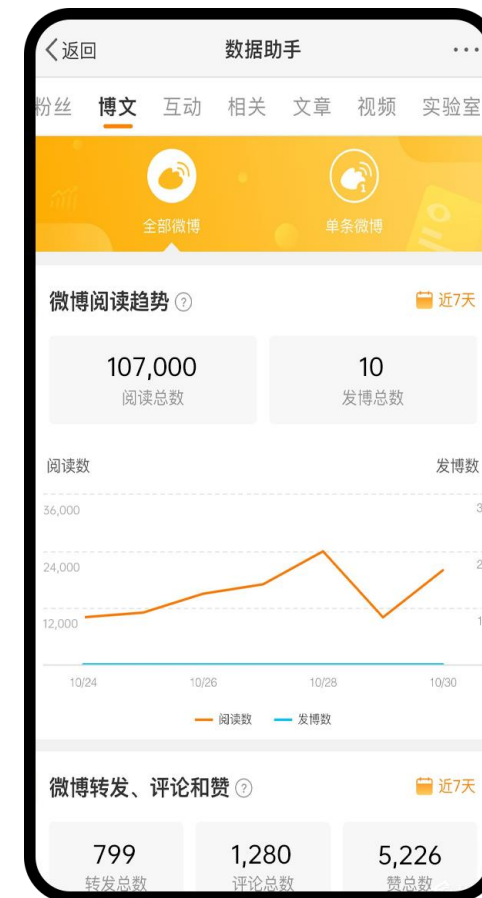 返回 数据助手 ...
粉丝 博文 互动 相关 文章 视频 实验室
全部微博 单条微博
微博阅读趋势 ? 近7天
107,000 10
阅读总数 发博总数
阅读数 发博数
36,000 3
24,000 2
12,000 1
10/24 10/26 10/28 10/30
阅读数 发博数
微博转发、评论和赞 ? 近7天
799 1,280 5,226
转发总数 评论总数 赞总数